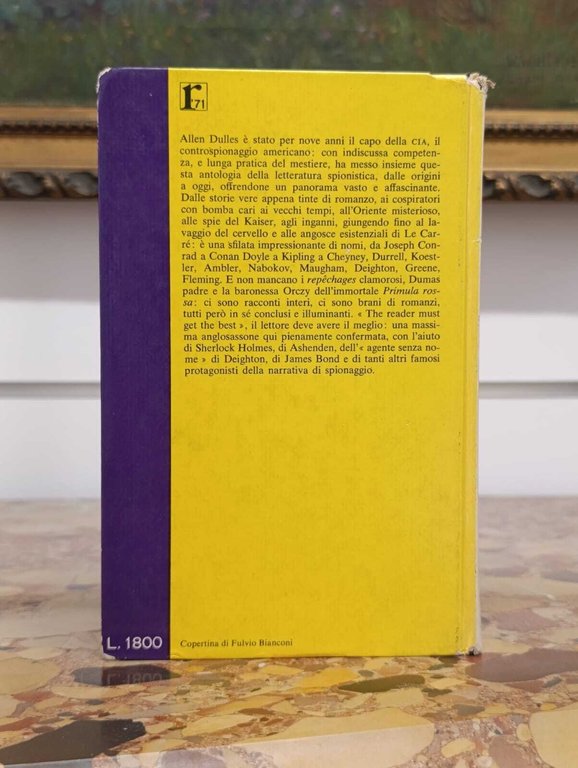 r'71
Allen Dulles è stato per nove anni il capo della CIA, il
controspionaggio americano: con indiscussa competen-
za, e lunga pratica del mestiere, ha messo insieme que-
sta antologia della letteratura spionistica, dalle origini
a oggi, offrendone un panorama vasto e affascinante.
Dalle storie vere appena tinte di romanzo, ai cospiratori
con bomba cari ai vecchi tempi, all'Oriente misterioso,
alle spie del Kaiser, agli inganni, giungendo fino al la-
vaggio del cervello e alle angosce esistenziali di Le Car-
ré: è una sfilata impressionante di nomi, da Joseph Con-
rad a Conan Doyle a Kipling a Cheyney, Durrell, Koest-
ler, Ambler, Nabokov, Maugham, Deighton, Greene,
Fleming. E non mancano i repêchages clamorosi, Dumas
padre e la baronessa Orczy dell'immortale Primula ros-
sa: ci sono racconti interi, ci sono brani di romanzi,
tutti però in sé conclusi e illuminanti. « The reader must
get the best », il lettore deve avere il meglio: una mas-
sima anglosassone qui pienamente confermata, con l'aiuto
di Sherlock Holmes, di Ashenden, dell'« agente senza no-
me » di Deighton, di James Bond e di tanti altri famosi
protagonisti della narrativa di spionaggio.
L. 1800
Copertina di Fulvio Bianconi